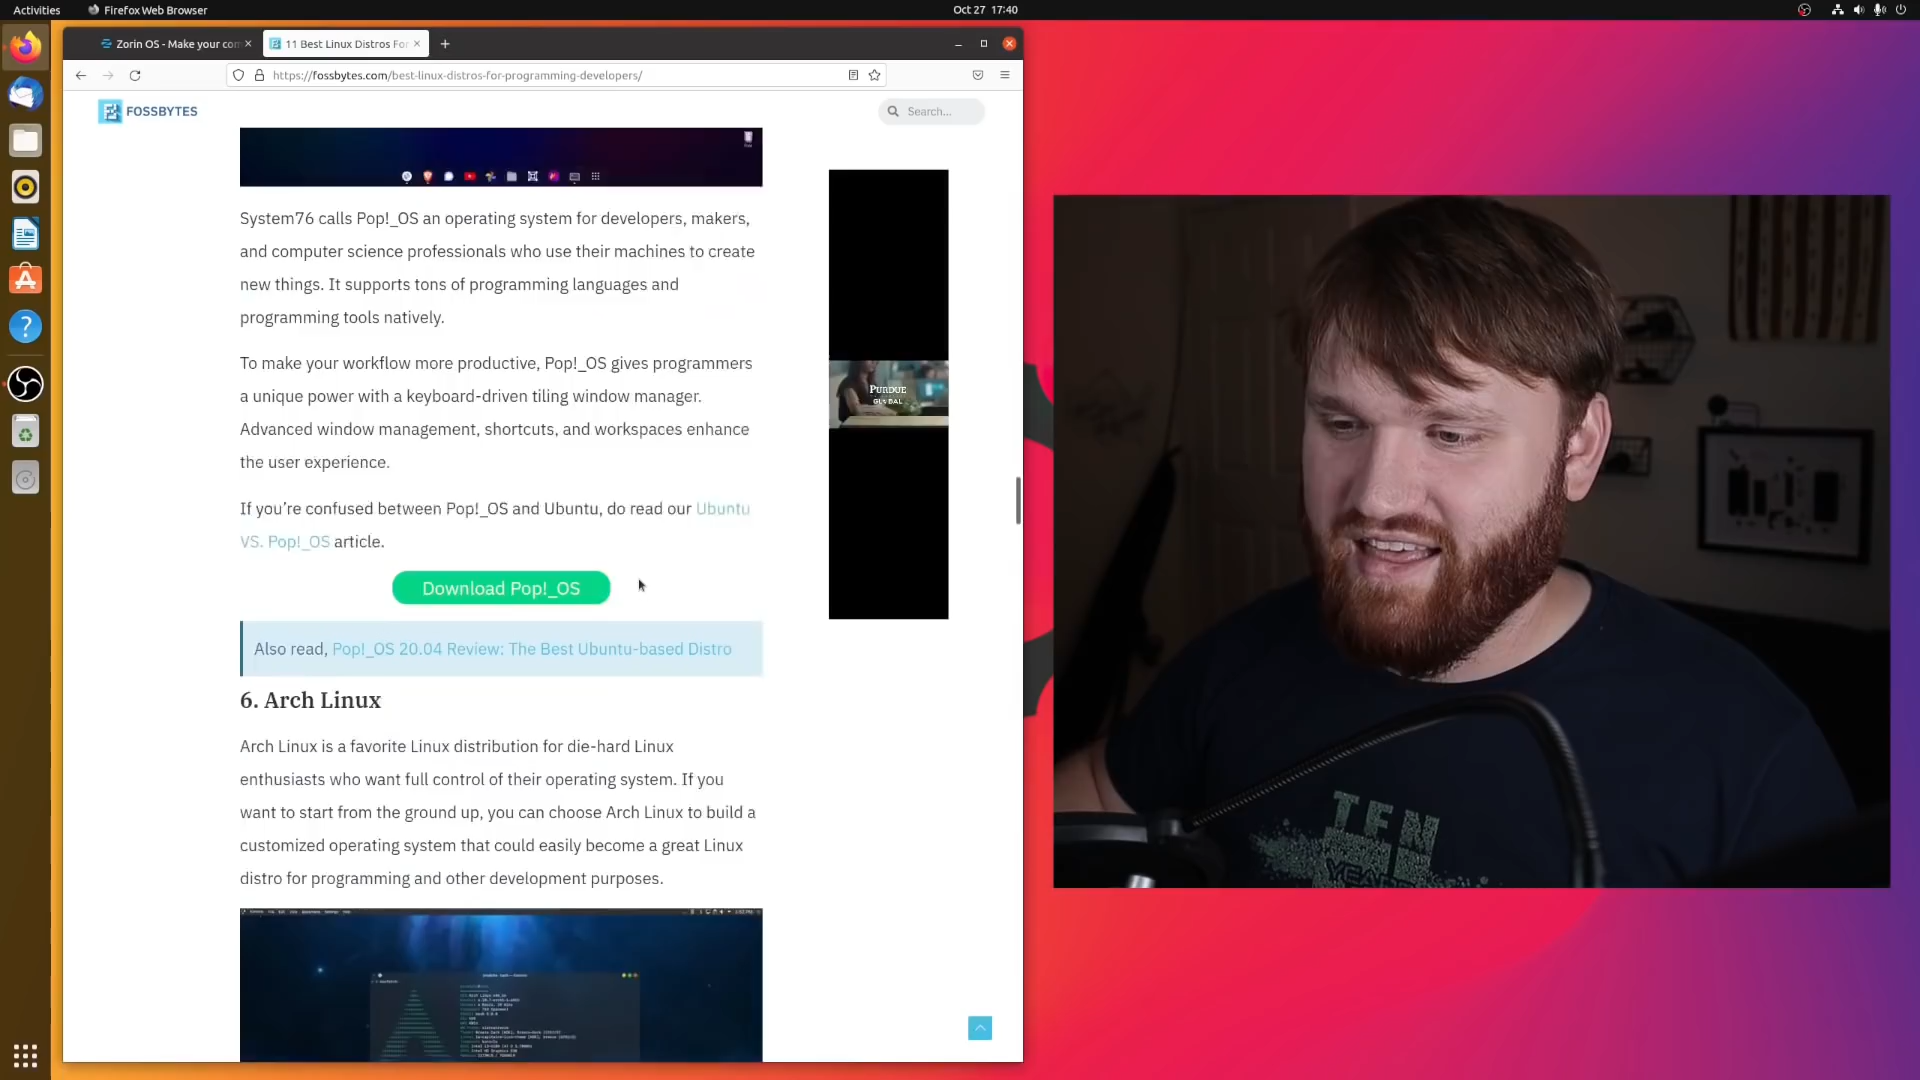 Activities
Firefox Web Browser
Oct 27 17:40
Zorin OS - Make your com
11 Best Linux Distros For
https://fossbytes.com/best-linux-distros-for-programming-developers/
FOSSBYTES
Search...
System76 calls Pop!_OS an operating system for developers, makers,
and computer science professionals who use their machines to create
new things. It supports tons of programming languages and
programming tools natively.
To make your workflow more productive, Pop!_OS gives programmers
a unique power with a keyboard-driven tiling window manager.
Advanced window management, shortcuts, and workspaces enhance
the user experience.
If you’re confused between Pop!_OS and Ubuntu, do read our Ubuntu
VS. Pop!_OS article.
Download Pop!_OS
Also read, Pop!_OS 20.04 Review: The Best Ubuntu-based Distro
6. Arch Linux
Arch Linux is a favorite Linux distribution for die-hard Linux
enthusiasts who want full control of their operating system. If you
want to start from the ground up, you can choose Arch Linux to build a
customized operating system that could easily become a great Linux
distro for programming and other development purposes.
PURDUE
GLOBAL
TEN
YEARS